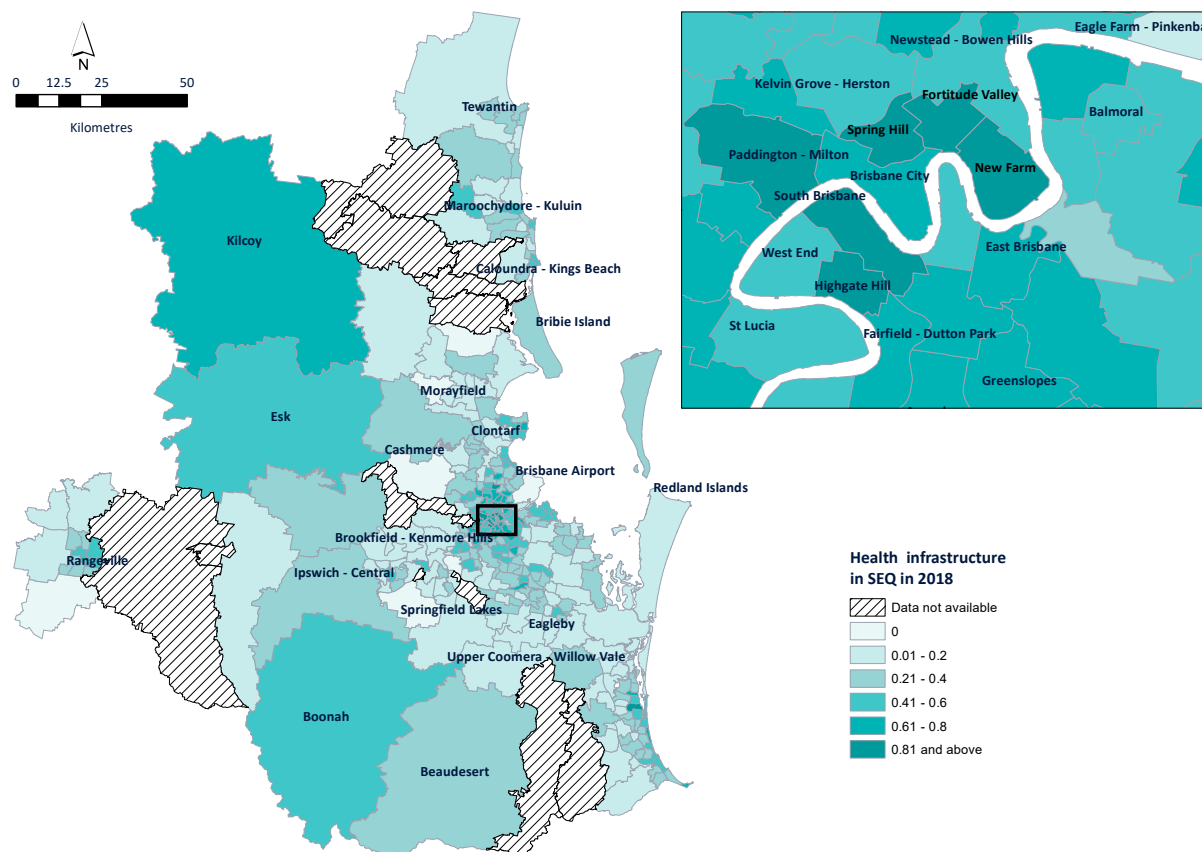 N
0 12.5 25 50
Kilometres
Tewantin
Maroochydore - Kuluin
Kilcoy
Caloundra - Kings Beach
Bribie Island
Morayfield
Esk
Clontarf
Cashmere
Brisbane Airport
Redland Islands
Brookfield - Kenmore Hills
Rangeville
Ipswich - Central
Springfield Lakes
Eagleby
Upper Coomera - Willow Vale
Boonah
Beaudesert
Eagle Farm - Pinkenba
Newstead - Bowen Hills
Kelvin Grove - Herston
Fortitude Valley
Balmoral
Spring Hill
Paddington - Milton
New Farm
Brisbane City
South Brisbane
East Brisbane
West End
Highgate Hill
St Lucia
Fairfield - Dutton Park
Greenslopes
Health infrastructure
in SEQ in 2018
Data not available
0
0.01 - 0.2
0.21 - 0.4
0.41 - 0.6
0.61 - 0.8
0.81 and above